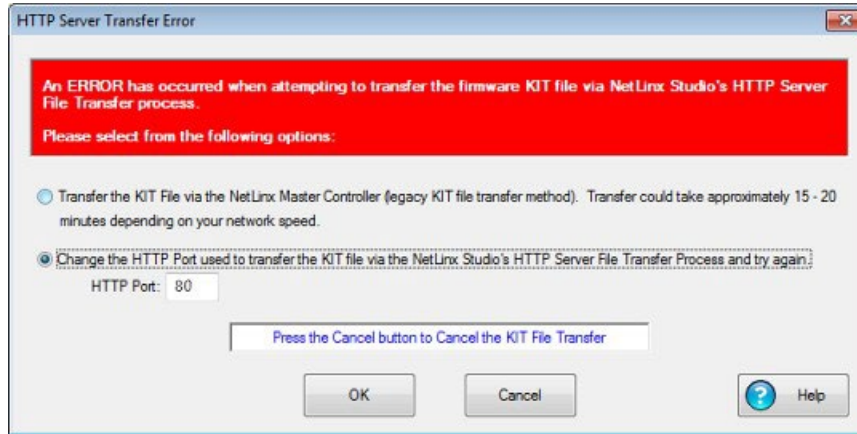 HTTP Server Transfer Error
An ERROR has occurred when attempting to transfer the firmware KIT file via NetLinx Studio's HTTP Server
File Transfer process.
Please select from the following options:
Transfer the KIT File via the NetLinx Master Controller (legacy KIT file transfer method). Transfer could take approximately 15 - 20
minutes depending on your network speed.
Change the HTTP Port used to transfer the KIT file via the NetLinx Studio's HTTP Server File Transfer Process and try again.
HTTP Port: 80
Press the Cancel button to Cancel the KIT File Transfer
OK Cancel ? Help